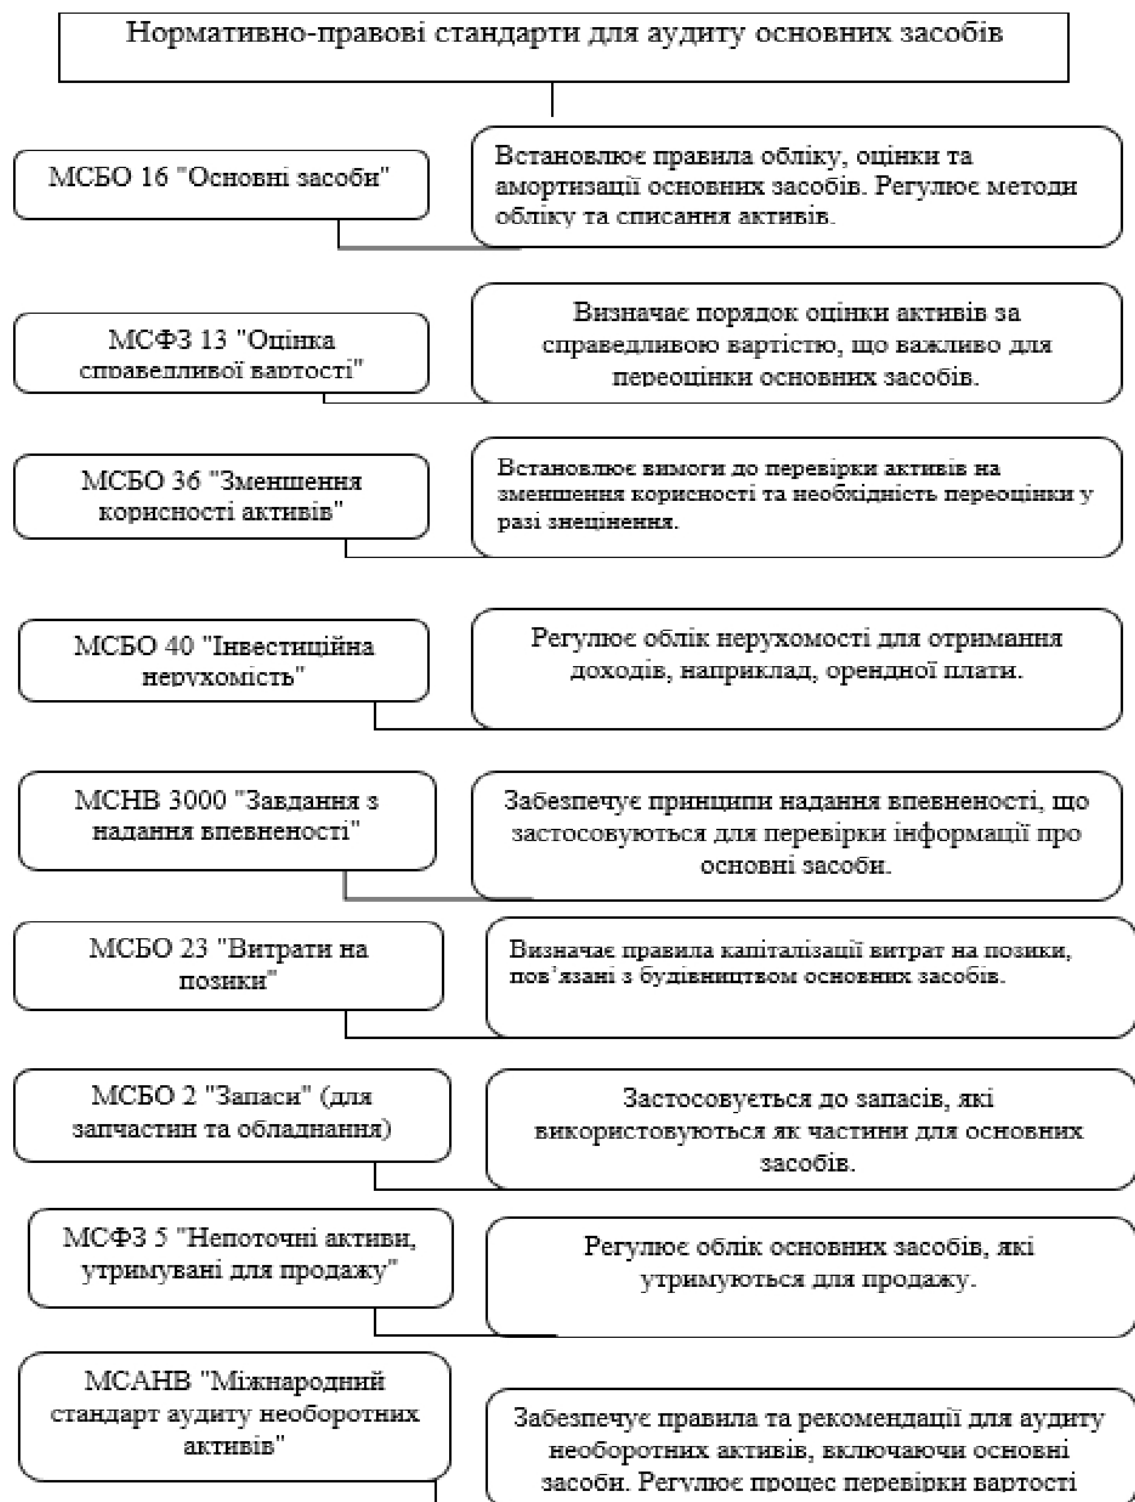 Нормативно-правові стандарти для аудиту основних засобів
МСБО 16 "Основні засоби"
Встановлює правила обліку, оцінки та
амортизації основних засобів. Регулює методи
обліку та списання активів.
МСФЗ 13 "Оцінка
справедливої вартості"
Визначає порядок оцінки активів за
справедливою вартістю, що важливо для
переоцінки основних засобів.
МСБО 36 "Зменшення
корисності активів"
Встановлює вимоги до перевірки активів на
зменшення корисності та необхідність переоцінки у
разі знецінення.
МСБО 40 "Інвестиційна
нерухомість"
Регулює облік нерухомості для отримання
доходів, наприклад, орендної плати.
МСНВ 3000 "Завдання з
надання впевненості"
Забезпечує принципи надання впевненості, що
застосовуються для перевірки інформації про
основні засоби.
МСБО 23 "Витрати на
позики"
Визначає правила капіталізації витрат на позики,
пов’язані з будівництвом основних засобів.
МСБО 2 "Запаси" (для
запчастин та обладнання)
Застосовується до запасів, які
використовуються як частини для основних
засобів.
МСФЗ 5 "Непоточні активи,
утримувані для продажу"
Регулює облік основних засобів, які
утримуються для продажу.
МСАНВ "Міжнародний
стандарт аудиту необоротних
активів"
Забезпечує правила та рекомендації для аудиту
необоротних активів, включаючи основні
засоби. Регулює процес перевірки вартості